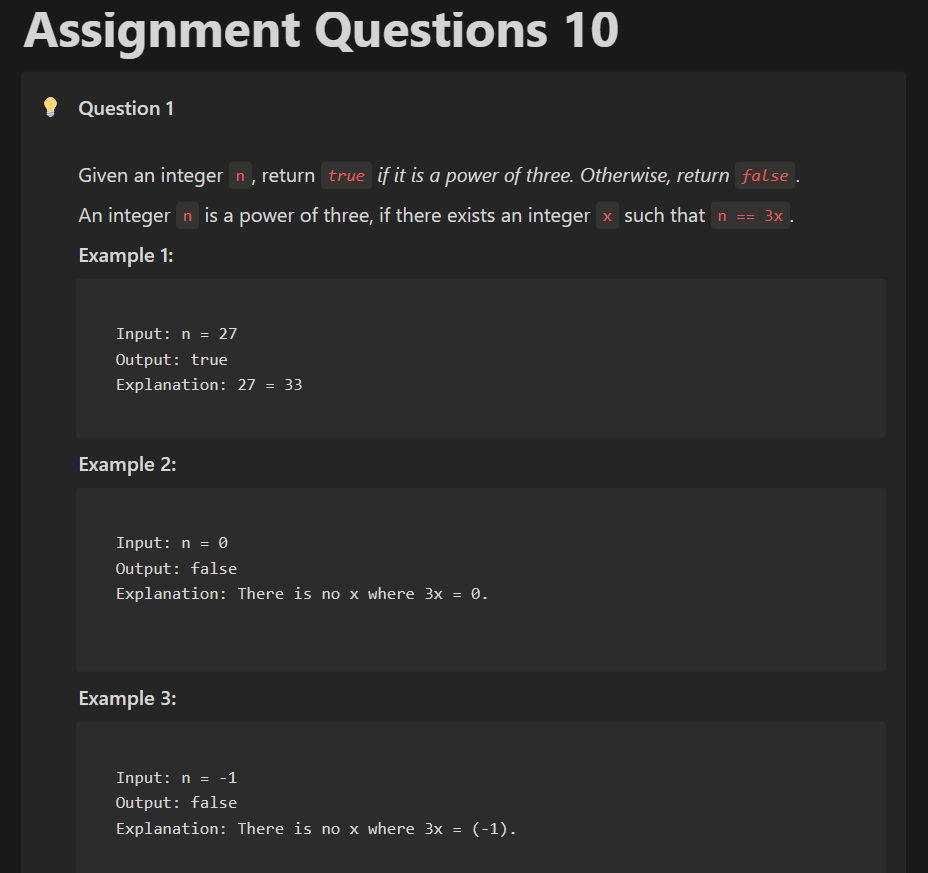 Assignment Questions 10
Question 1
Given an integer n, return true if it is a power of three. Otherwise, return false.
An integer n is a power of three, if there exists an integer x such that n == 3x.
Example 1:
Input: n = 27
Output: true
Explanation: 27 = 33
Example 2:
Input: n = 0
Output: false
Explanation: There is no x where 3x = 0.
Example 3:
Input: n = -1
Output: false
Explanation: There is no x where 3x = (-1).